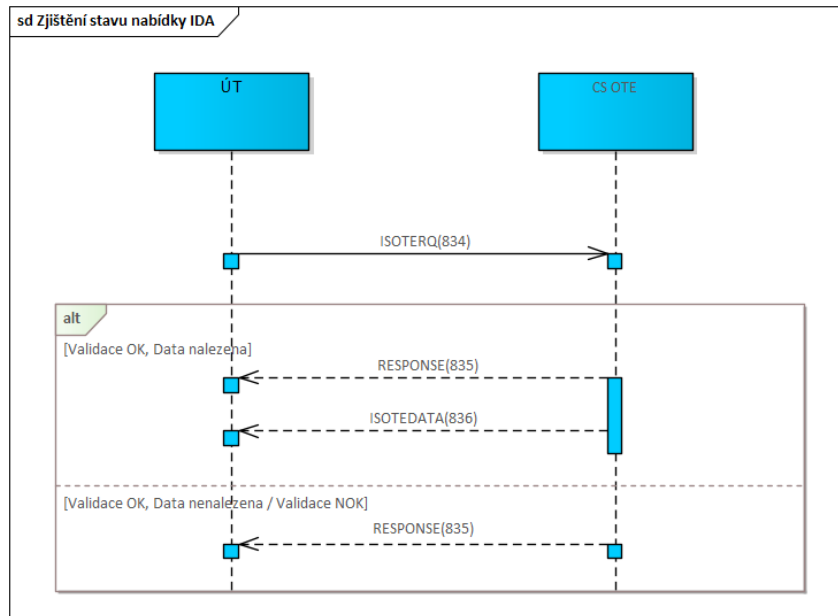 sd Zjištění stavu nabídky IDA
ÚT
CS OTE
ISOTERQ(834)
alt
[Validace OK, Data nalezena]
RESPONSE(835)
ISOTEDATA(836)
[Validace OK, Data nenalezena / Validace NOK]
RESPONSE(835)